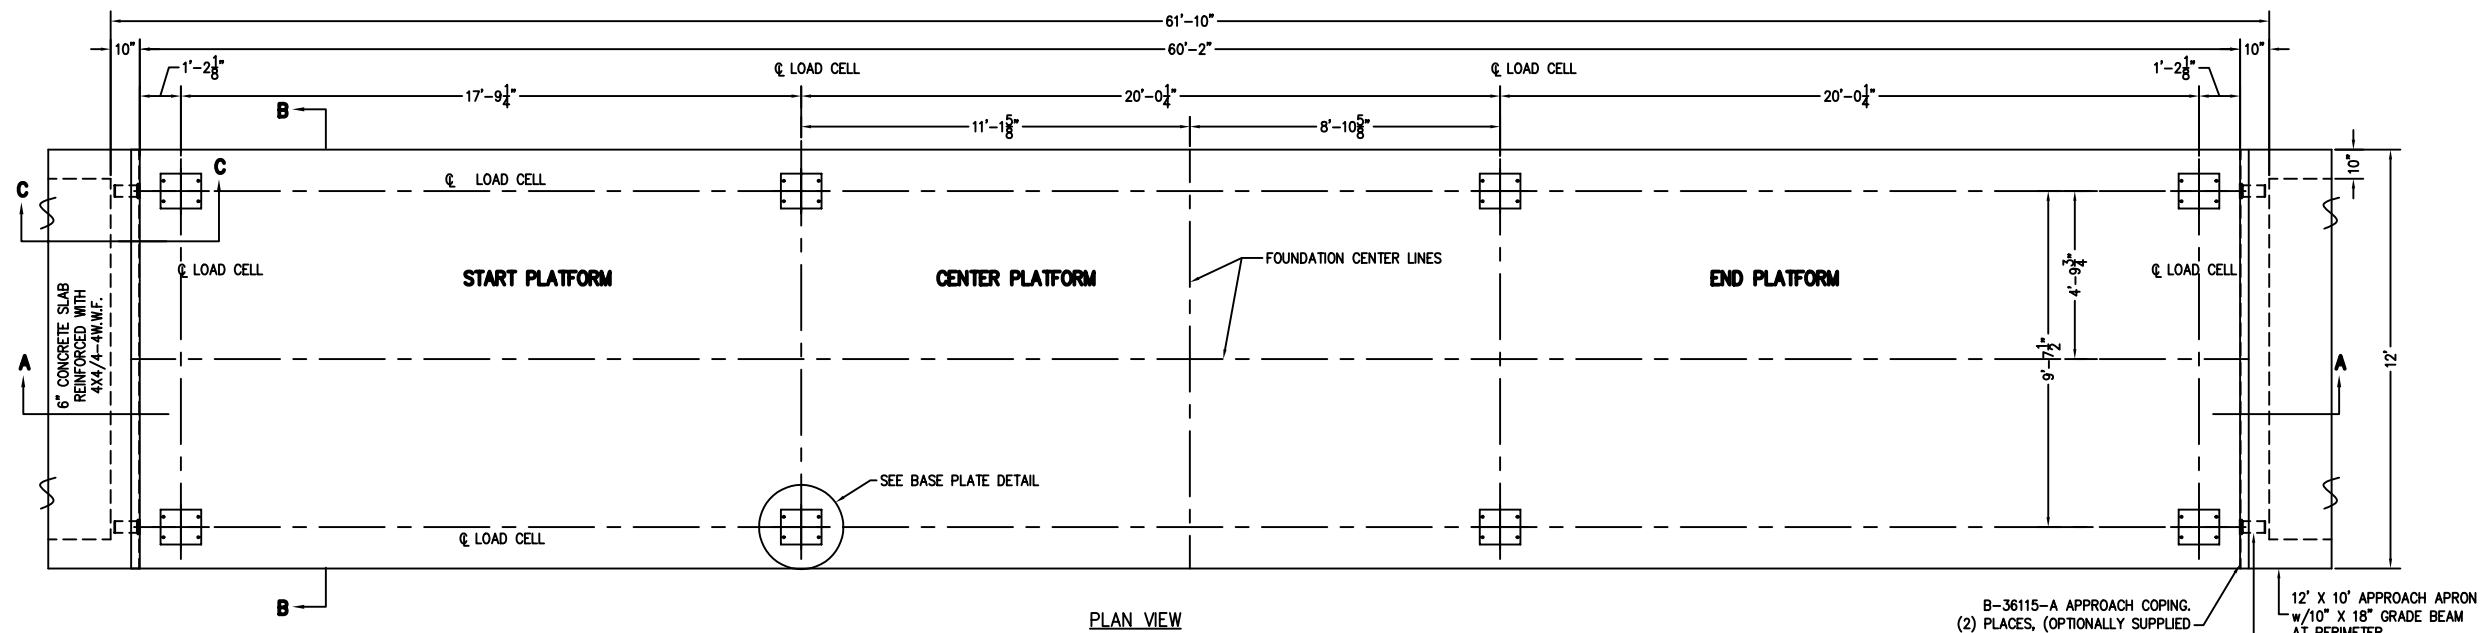 61'-10"
10"
60'-2"
10"
1'-2 1/8"
℄ LOAD CELL
℄ LOAD CELL
1'-2 1/8"
17'-9 1/4"
20'-0 1/4"
20'-0 1/4"
B
11'-1 5/8"
8'-10 5/8"
10"
C
C
℄ LOAD CELL
℄ LOAD CELL
START PLATFORM
CENTER PLATFORM
FOUNDATION CENTER LINES
END PLATFORM
4'-9 3/4"
℄ LOAD CELL
6" CONCRETE SLAB
REINFORCED WITH
4X4/4-4W.W.F.
A
9'-7 1/2"
12'
A
SEE BASE PLATE DETAIL
℄ LOAD CELL
B
PLAN VIEW
B-36115-A APPROACH COPING.
(2) PLACES, (OPTIONALLY SUPPLIED
12' X 10' APPROACH APRON
w/10" X 18" GRADE BEAM
AT PERIMETER